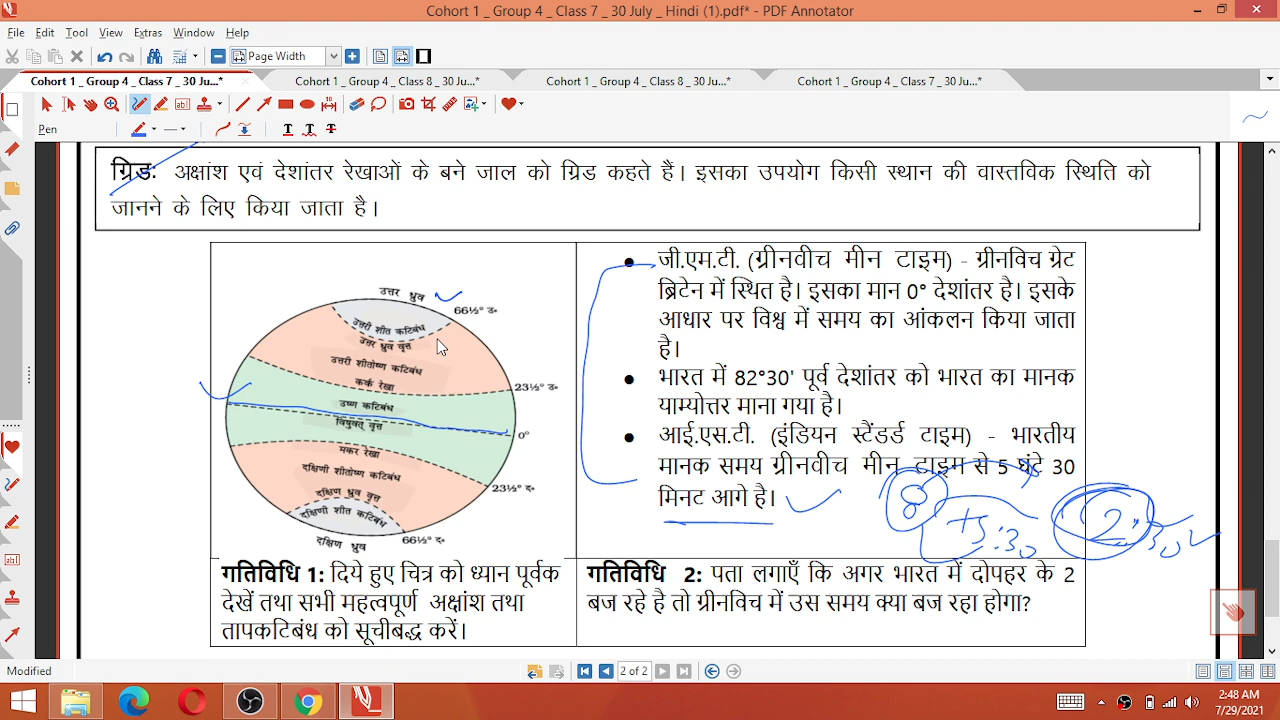 Cohort 1 _ Group 4 _ Class 7 _ 30 July _ Hindi (1).pdf* - PDF Annotator
File Edit Tool View Extras Window Help
Page Width
Cohort 1 _ Group 4 _ Class 7 _ 30 Ju...*
Cohort 1 _ Group 4 _ Class 8 _ 30 Ju...*
Cohort 1 _ Group 4 _ Class 8 _ 30 Ju...*
Cohort 1 _ Group 4 _ Class 7 _ 30 Ju...*
Pen
ग्रिडः अक्षांश एवं देशांतर रेखाओं के बने जाल को ग्रिड कहते हैं। इसका उपयोग किसी स्थान की वास्तविक स्थिति को
जानने के लिए किया जाता है।
उत्तर ध्रुव
66½° उ॰
उत्तरी शीत कटिबंध
उत्तर ध्रुव वृत्त
उत्तरी शीतोष्ण कटिबंध
कर्क रेखा
23½° उ॰
उष्ण कटिबंध
विषुवत् वृत्त
0°
मकर रेखा
दक्षिणी शीतोष्ण कटिबंध
23½° द॰
दक्षिण ध्रुव वृत्त
दक्षिणी शीत कटिबंध
66½° द॰
दक्षिण ध्रुव
• जी.एम.टी. (ग्रीनवीच मीन टाइम) - ग्रीनविच ग्रेट
ब्रिटेन में स्थित है। इसका मान 0° देशांतर है। इसके
आधार पर विश्व में समय का आंकलन किया जाता
है।
• भारत में 82°30' पूर्व देशांतर को भारत का मानक
याम्योत्तर माना गया है।
• आई.एस.टी. (इंडियन स्टैंडर्ड टाइम) - भारतीय
मानक समय ग्रीनवीच मीन टाइम से 5 घंटे 30
मिनट आगे है।
8
+5:30
2:30
गतिविधि 1: दिये हुए चित्र को ध्यान पूर्वक
देखें तथा सभी महत्वपूर्ण अक्षांश तथा
तापकटिबंध को सूचीबद्ध करें।
गतिविधि 2: पता लगाएँ कि अगर भारत में दोपहर के 2
बज रहे है तो ग्रीनविच में उस समय क्या बज रहा होगा?
Modified
2 of 2
2:48 AM
7/29/2021